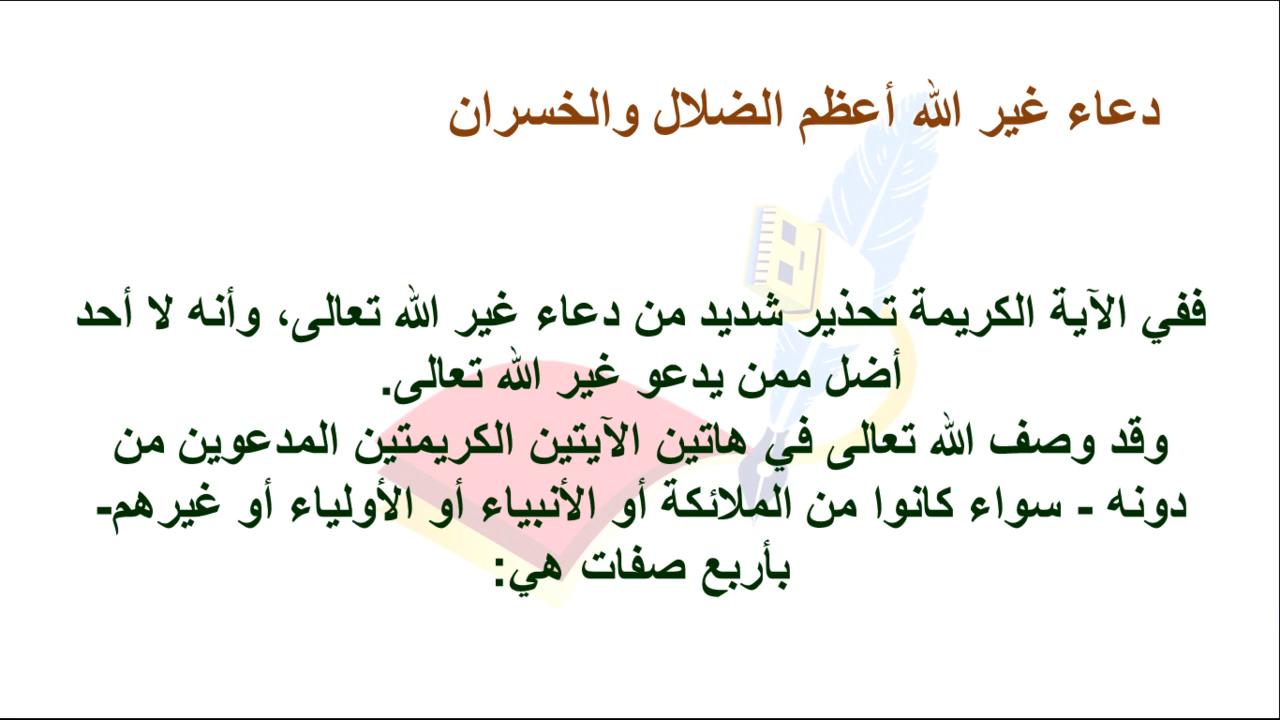 دعاء غير الله أعظم الضلال والخسران
ففي الآية الكريمة تحذير شديد من دعاء غير الله تعالى، وأنه لا أحد
أضل ممن يدعو غير الله تعالى.
وقد وصف الله تعالى في هاتين الآيتين الكريمتين المدعوين من
دونه - سواء كانوا من الملائكة أو الأنبياء أو الأولياء أو غيرهم-
بأربع صفات هي: